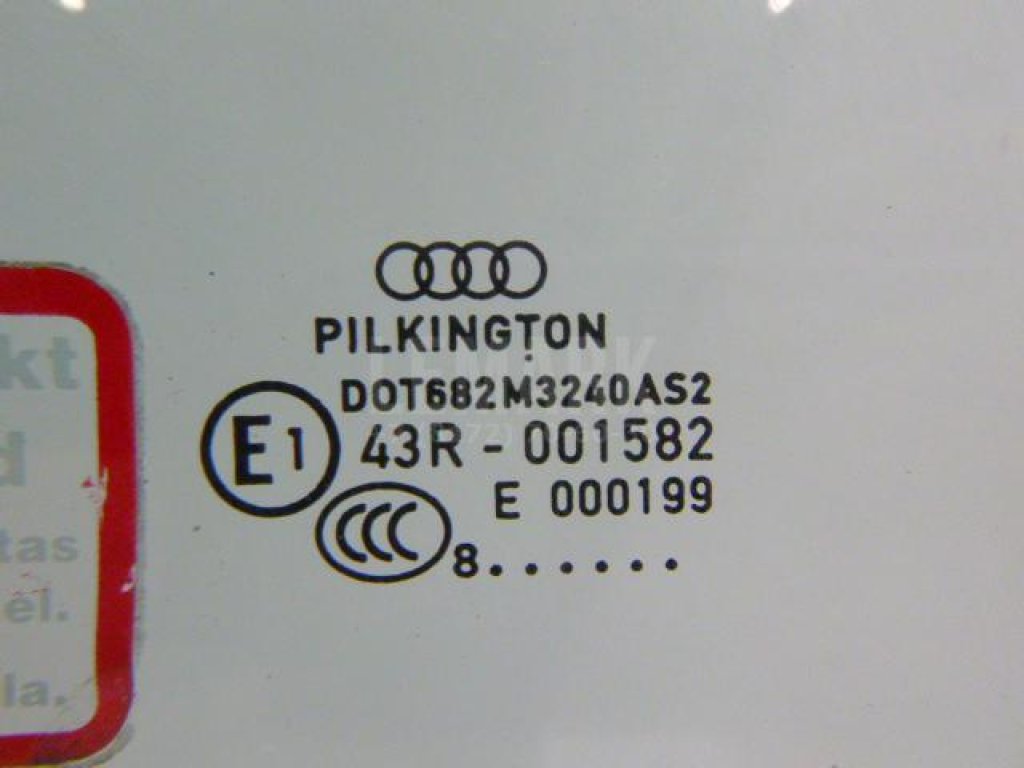 PILKINGTON
DOT682M3240AS2
E1 43R - 001582
E 000199
CCC 8.......
kt
d
tas
el.
la.